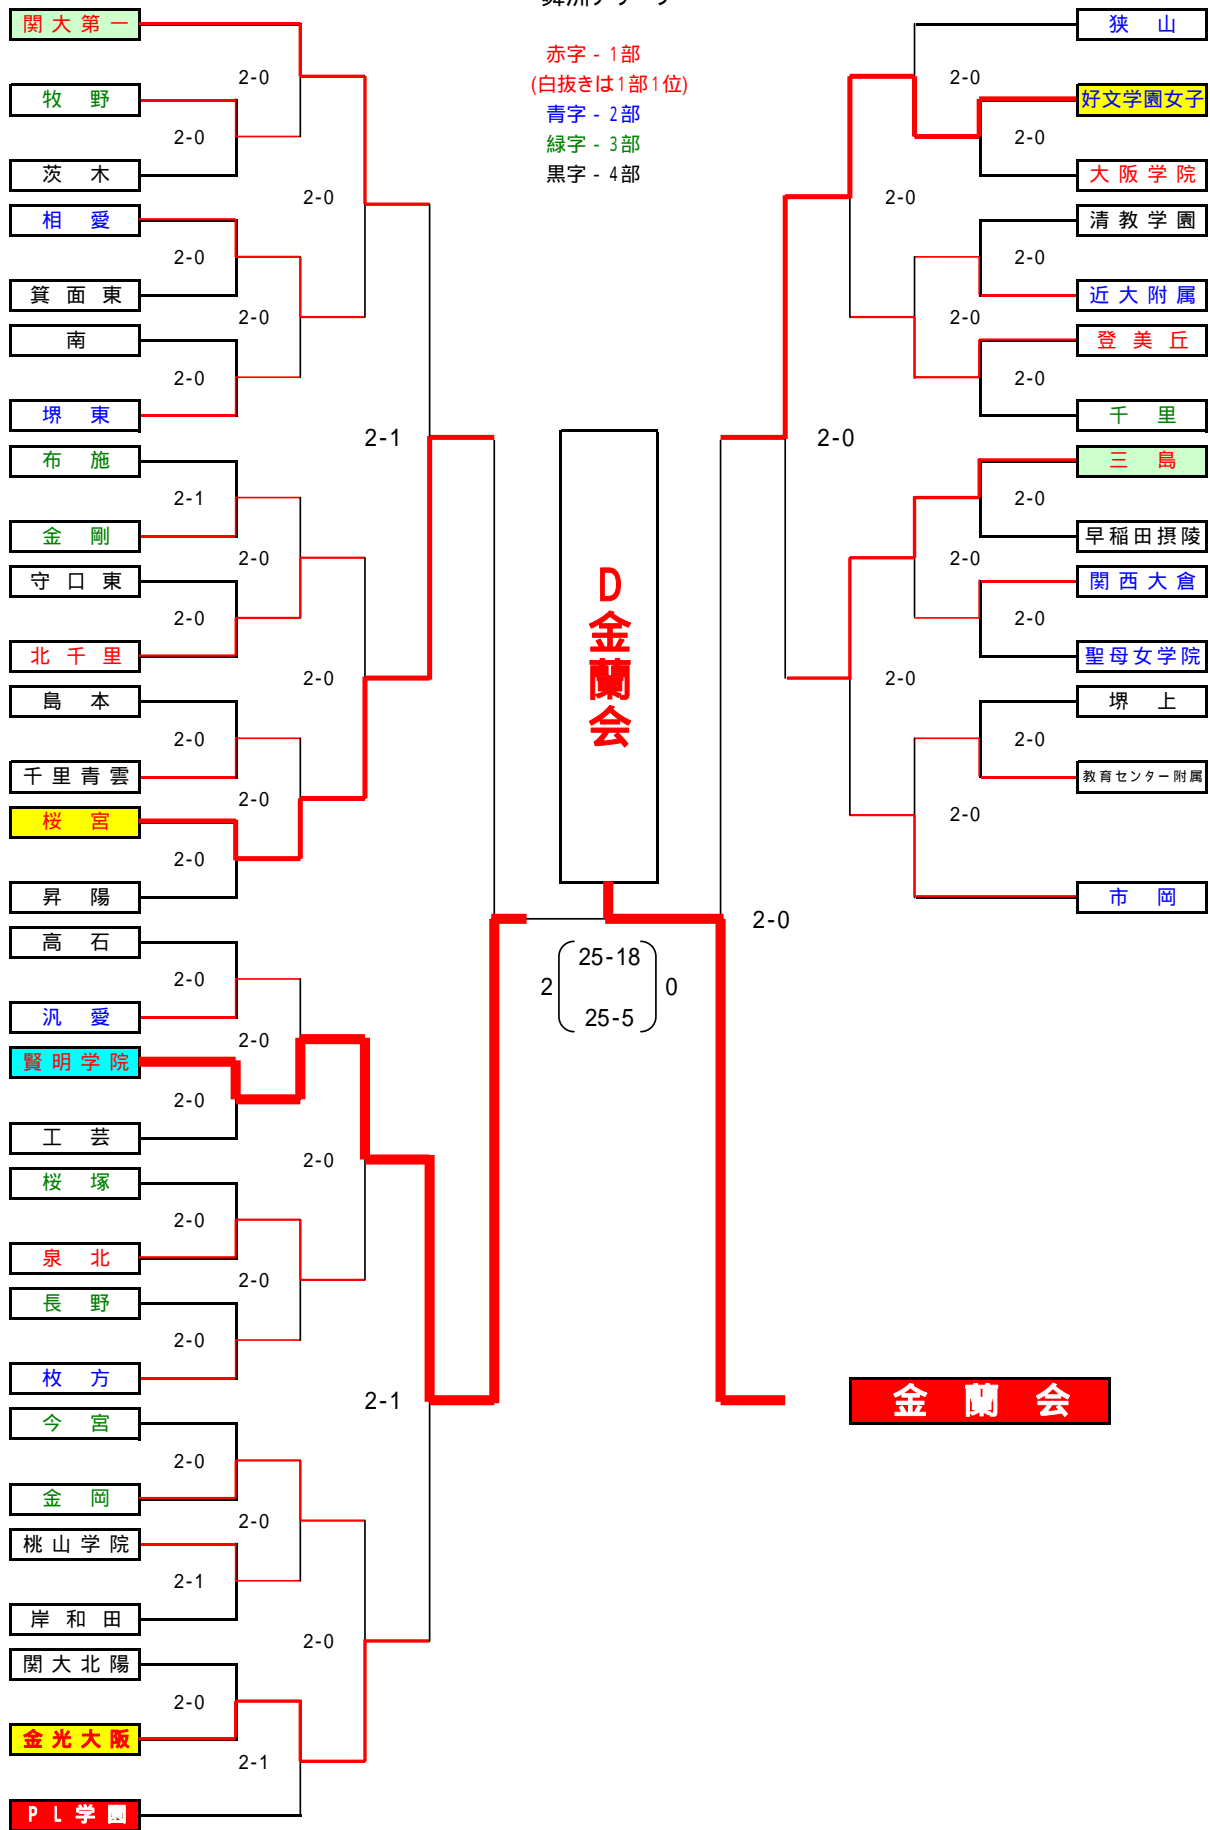 赤字 - 1部
(白抜きは1部1位)
青字 - 2部
緑字 - 3部
黒字 - 4部
関大第一
2-0
牧野
2-0
茨木
2-0
相愛
2-0
箕面東
2-0
南
2-0
堺東
2-1
布施
2-1
金剛
2-0
守口東
2-0
北千里
2-0
島本
2-0
千里青雲
2-0
桜宮
2-0
昇陽
高石
2-0
汎愛
2-0
賢明学院
2-0
工芸
2-0
桜塚
2-0
泉北
2-0
長野
2-0
枚方
2-1
今宮
2-0
金岡
2-0
桃山学院
2-1
岸和田
2-0
関大北陽
2-0
金光大阪
2-1
PL学園
D金蘭会
25-18
2 0
25-5
狭山
2-0
好文学園女子
2-0
大阪学院
2-0
清教学園
2-0
近大附属
2-0
登美丘
2-0
千里
2-0
三島
2-0
早稲田摂陵
2-0
関西大倉
2-0
聖母女学院
2-0
堺上
2-0
教育センター附属
2-0
市岡
2-0
金蘭会